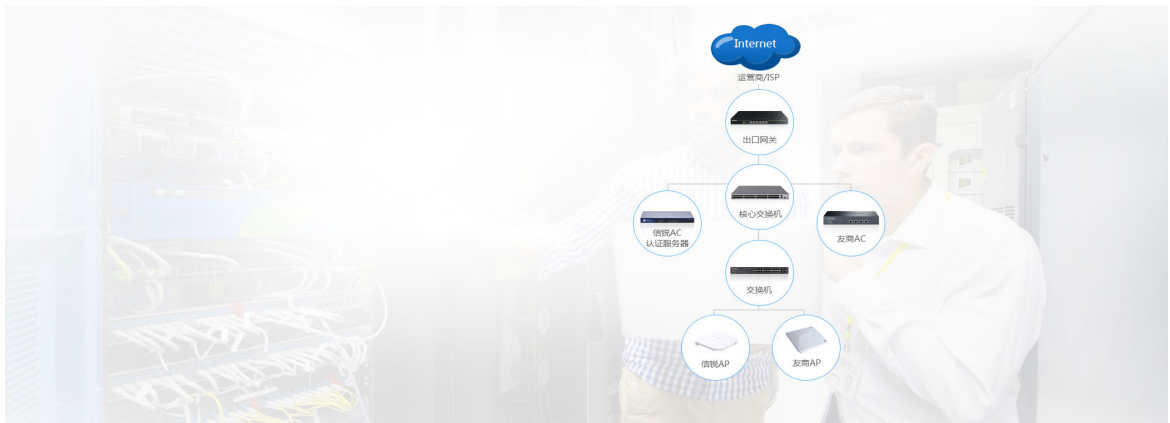 Internet
运营商/ISP
出口网关
核心交换机
信锐AC
认证服务器
友商AC
交换机
信锐AP
友商AP